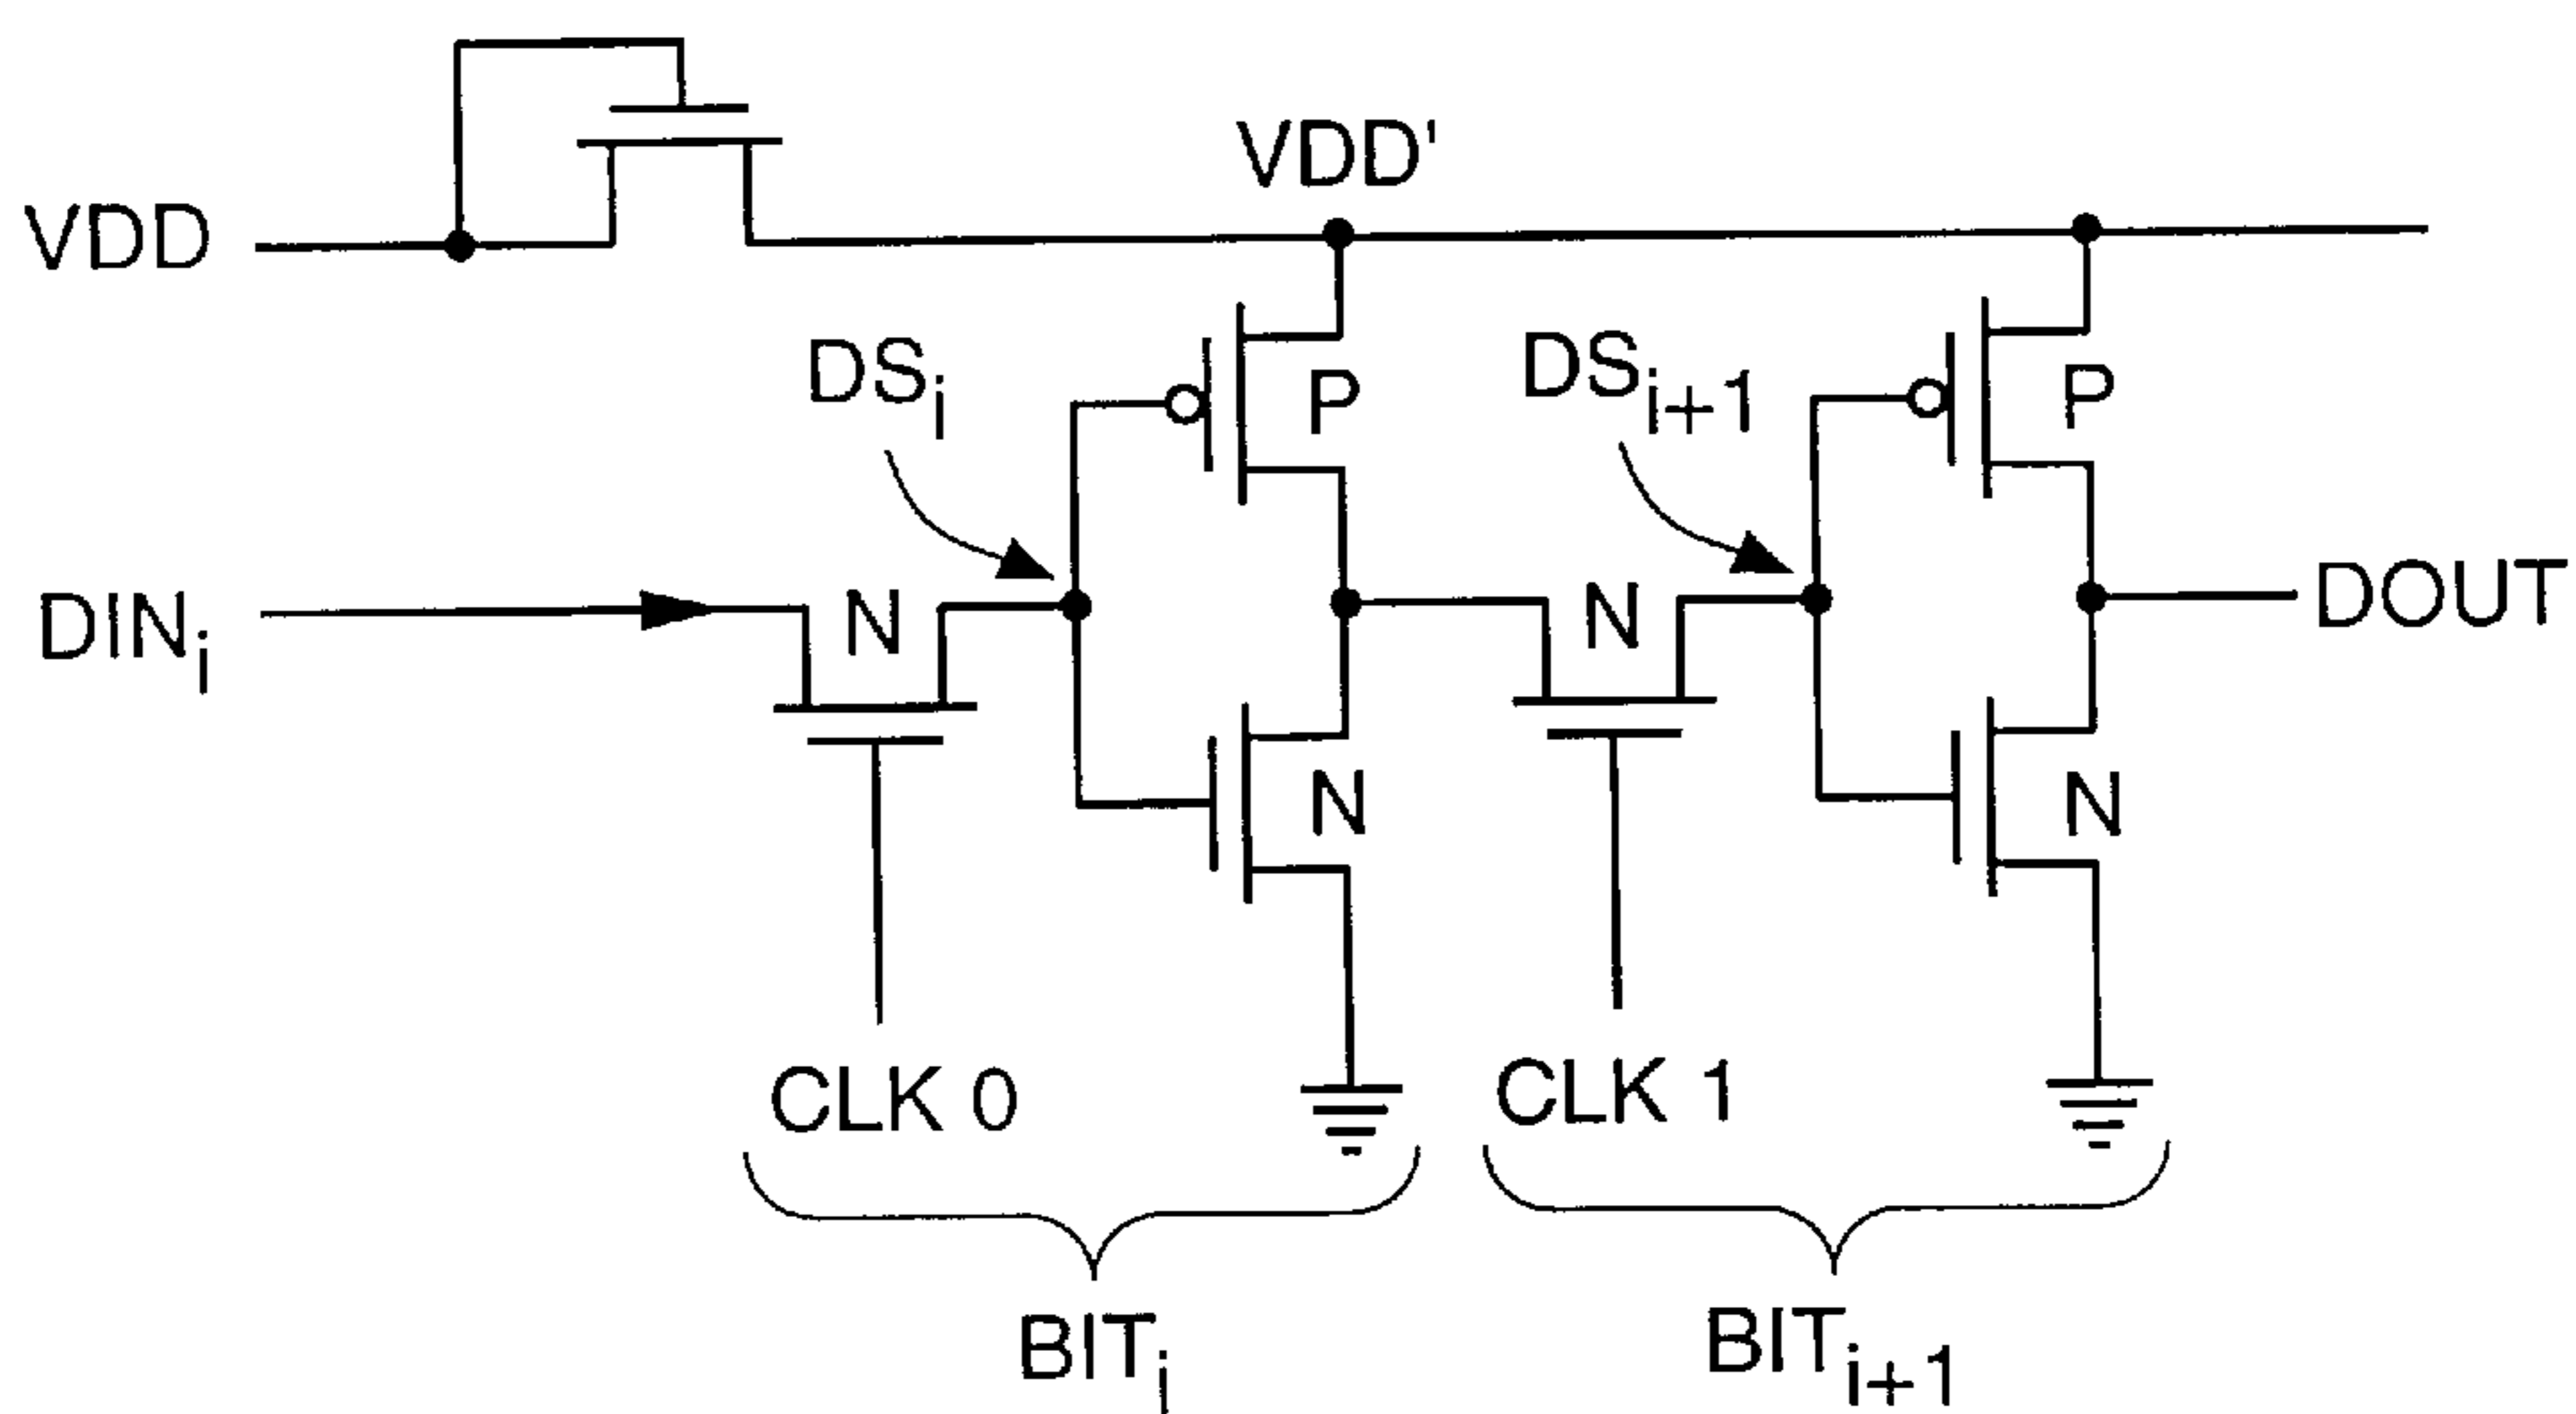 VDD'
VDD
DSi
P
DSi+1
P
DINi
N
N
DOUT
N
N
CLK 0
CLK 1
BITi
BITi+1